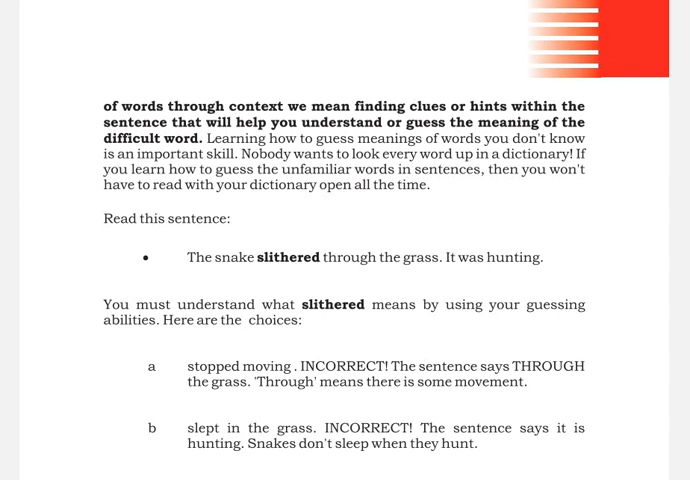 of words through context we mean finding clues or hints within the
sentence that will help you understand or guess the meaning of the
difficult word. Learning how to guess meanings of words you don't know
is an important skill. Nobody wants to look every word up in a dictionary! If
you learn how to guess the unfamiliar words in sentences, then you won't
have to read with your dictionary open all the time.
Read this sentence:
• The snake slithered through the grass. It was hunting.
You must understand what slithered means by using your guessing
abilities. Here are the choices:
a stopped moving . INCORRECT! The sentence says THROUGH
the grass. 'Through' means there is some movement.
b slept in the grass. INCORRECT! The sentence says it is
hunting. Snakes don't sleep when they hunt.